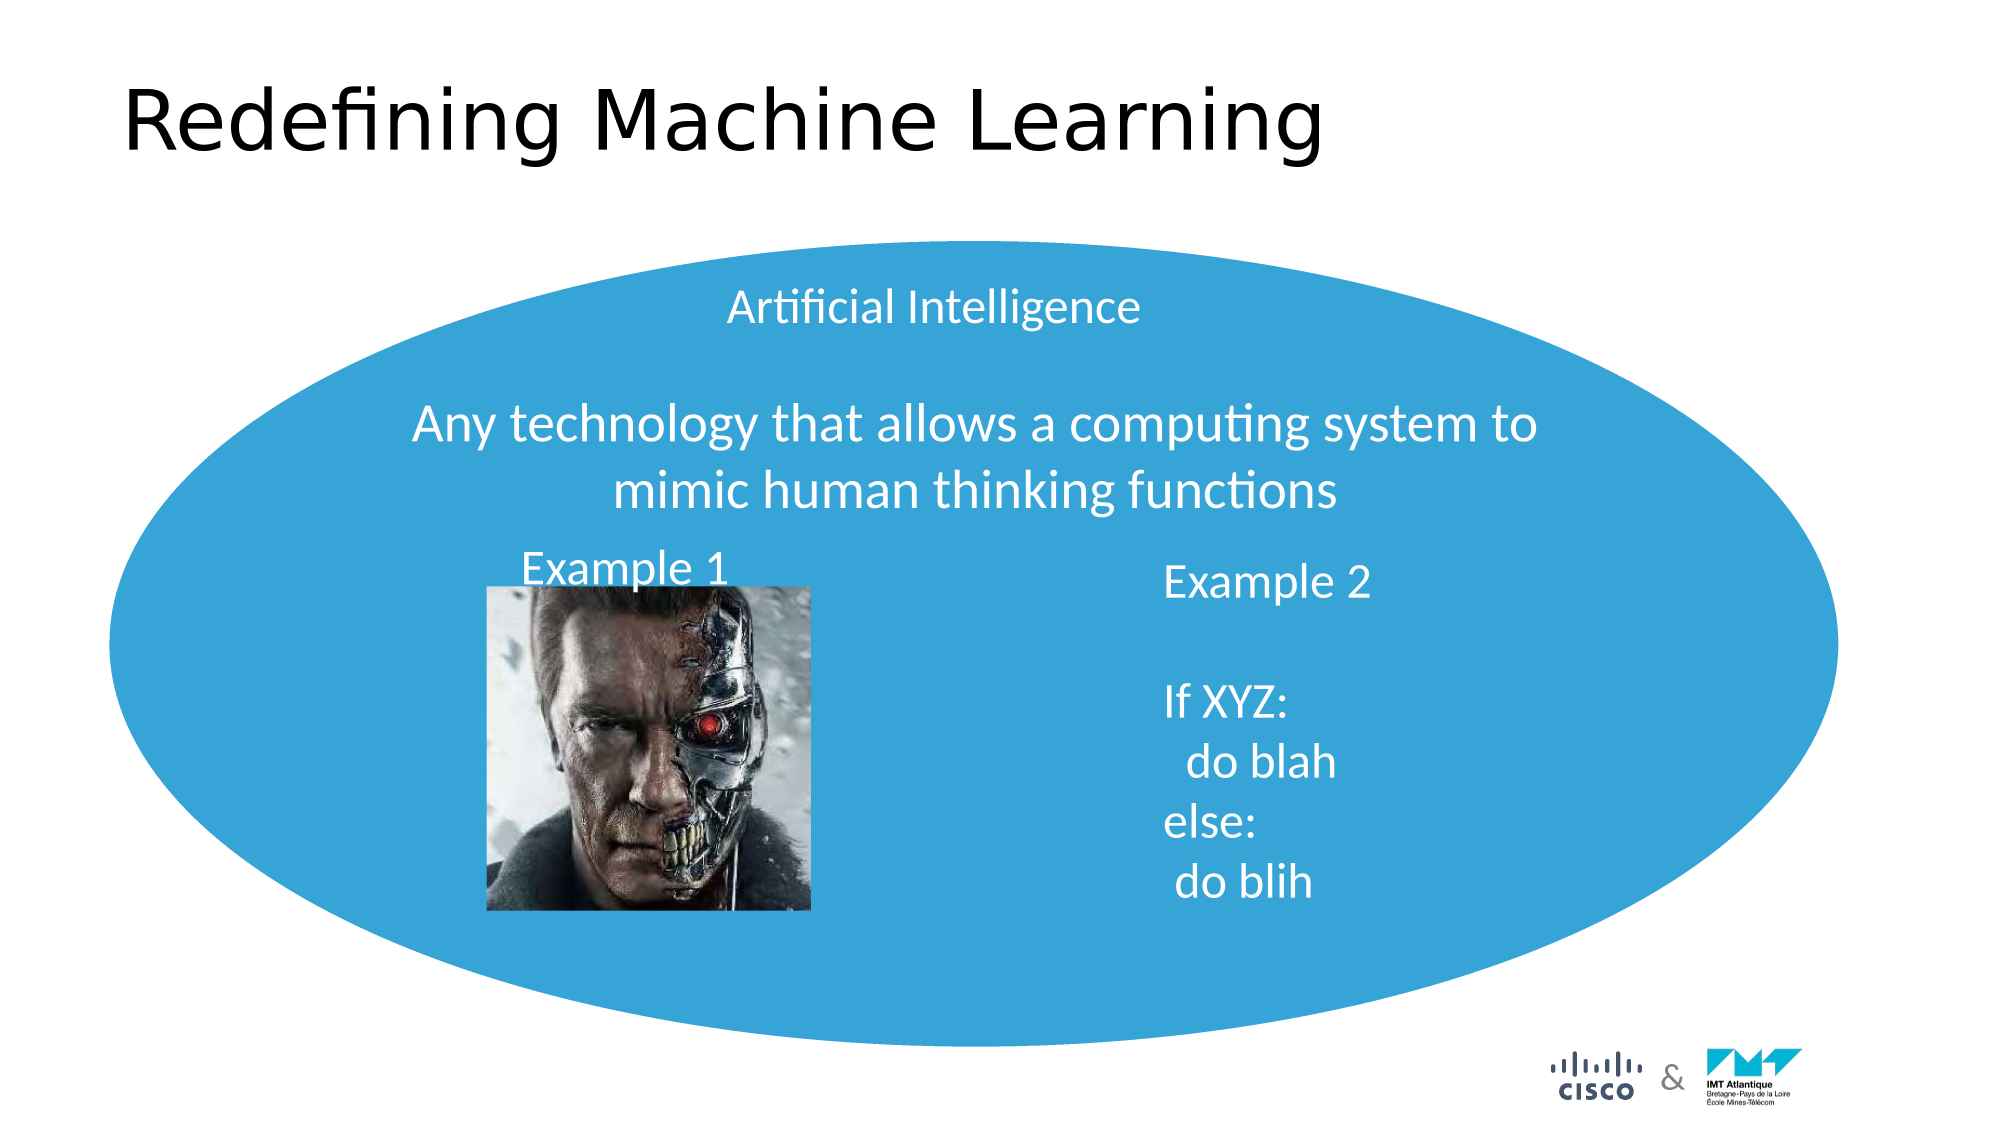 Redefining Machine Learning
Artificial Intelligence
Any technology that allows a computing system to
mimic human thinking functions
Example 1
Example 2
If XYZ:
do blah
else:
do blih
CISCO
&
IMT Atlantique
Bretagne-Pays de la Loire
École Mines-Télécom